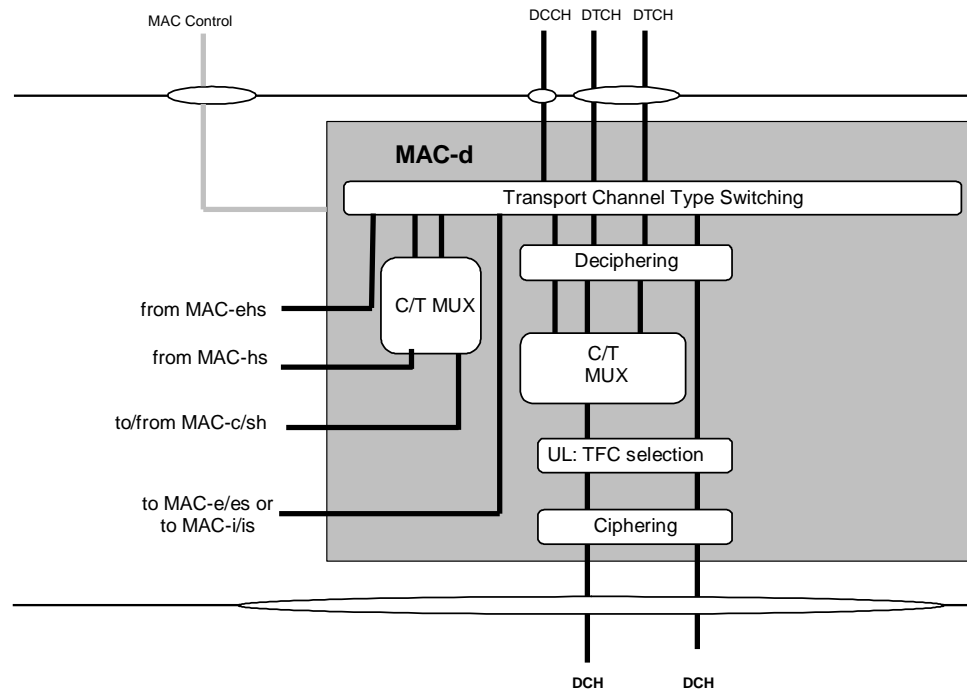 MAC Control
DCCH DTCH DTCH
MAC-d
Transport Channel Type Switching
Deciphering
from MAC-ehs
C/T MUX
from MAC-hs
C/T
MUX
to/from MAC-c/sh
UL: TFC selection
to MAC-e/es or
to MAC-i/is
Ciphering
DCH
DCH